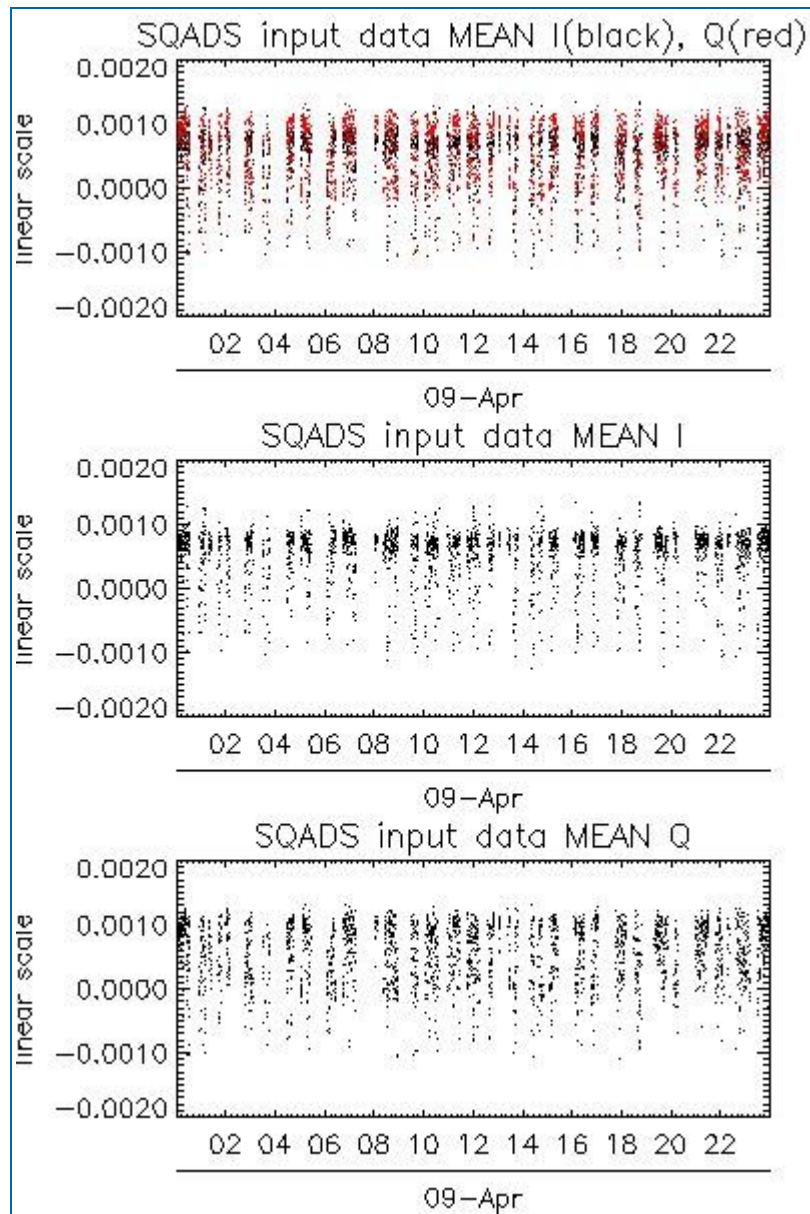 SQADS input data MEAN I(black), Q(red)
linear scale
0.0020
0.0010
0.0000
−0.0010
−0.0020
02 04 06 08 10 12 14 16 18 20 22
09−Apr
SQADS input data MEAN I
linear scale
0.0020
0.0010
0.0000
−0.0010
−0.0020
02 04 06 08 10 12 14 16 18 20 22
09−Apr
SQADS input data MEAN Q
linear scale
0.0020
0.0010
0.0000
−0.0010
−0.0020
02 04 06 08 10 12 14 16 18 20 22
09−Apr